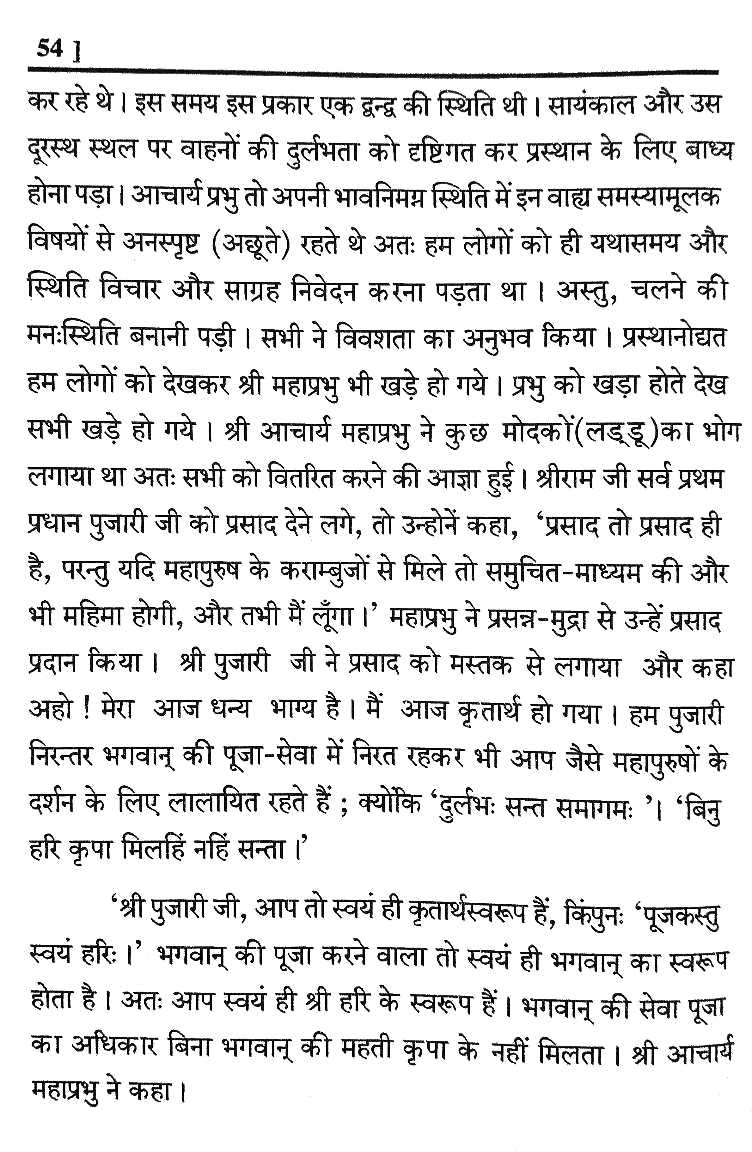 54 ]
कर रहे थे । इस समय इस प्रकार एक द्वन्द्व की स्थिति थी । सायंकाल और उस
दूरस्थ स्थल पर वाहनों की दुर्लभता को दृष्टिगत कर प्रस्थान के लिए बाध्य
होना पड़ा । आचार्य प्रभु तो अपनी भावनिमग्न स्थिति में इन वाह्य समस्यामूलक
विषयों से अनस्पृष्ट (अछूते) रहते थे अतः हम लोगों को ही यथासमय और
स्थिति विचार और साग्रह निवेदन करना पड़ता था । अस्तु, चलने की
मनःस्थिति बनानी पड़ी । सभी ने विवशता का अनुभव किया । प्रस्थानोद्यत
हम लोगों को देखकर श्री महाप्रभु भी खड़े हो गये । प्रभु को खड़ा होते देख
सभी खड़े हो गये । श्री आचार्य महाप्रभु ने कुछ मोदकों(लड्डू)का भोग
लगाया था अतः सभी को वितरित करने की आज्ञा हुई । श्रीराम जी सर्व प्रथम
प्रधान पुजारी जी को प्रसाद देने लगे, तो उन्होनें कहा, ‘प्रसाद तो प्रसाद ही
है, परन्तु यदि महापुरुष के कराम्बुजों से मिले तो समुचित-माध्यम की और
भी महिमा होगी, और तभी मैं लूँगा ।’ महाप्रभु ने प्रसन्न-मुद्रा से उन्हें प्रसाद
प्रदान किया । श्री पुजारी जी ने प्रसाद को मस्तक से लगाया और कहा
अहो ! मेरा आज धन्य भाग्य है । मैं आज कृतार्थ हो गया । हम पुजारी
निरन्तर भगवान् की पूजा-सेवा में निरत रहकर भी आप जैसे महापुरुषों के
दर्शन के लिए लालायित रहते हैं ; क्योंकि ‘दुर्लभः सन्त समागमः ’। ‘बिनु
हरि कृपा मिलहिं नहिं सन्ता ।’
‘श्री पुजारी जी, आप तो स्वयं ही कृतार्थस्वरूप हैं, किंपुनः ‘पूजकस्तु
स्वयं हरिः ।’ भगवान् की पूजा करने वाला तो स्वयं ही भगवान् का स्वरूप
होता है । अतः आप स्वयं ही श्री हरि के स्वरूप हैं । भगवान् की सेवा पूजा
का अधिकार बिना भगवान् की महती कृपा के नहीं मिलता । श्री आचार्य
महाप्रभु ने कहा ।